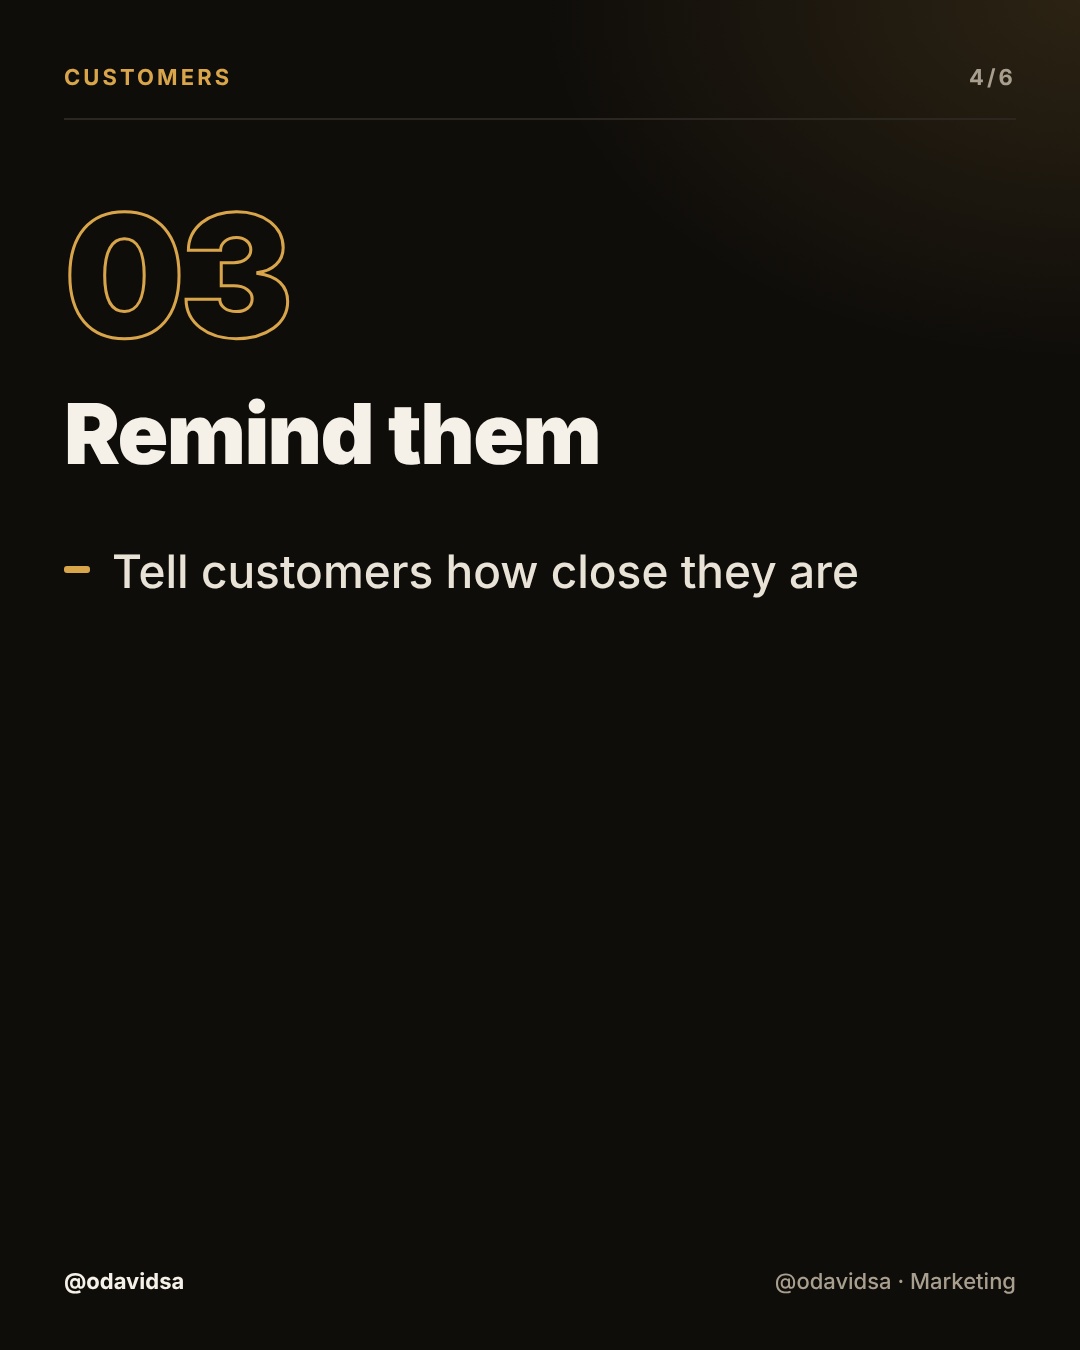 CUSTOMERS
4/6
03
Remind them
Tell customers how close they are
@odavidsa
@odavidsa · Marketing